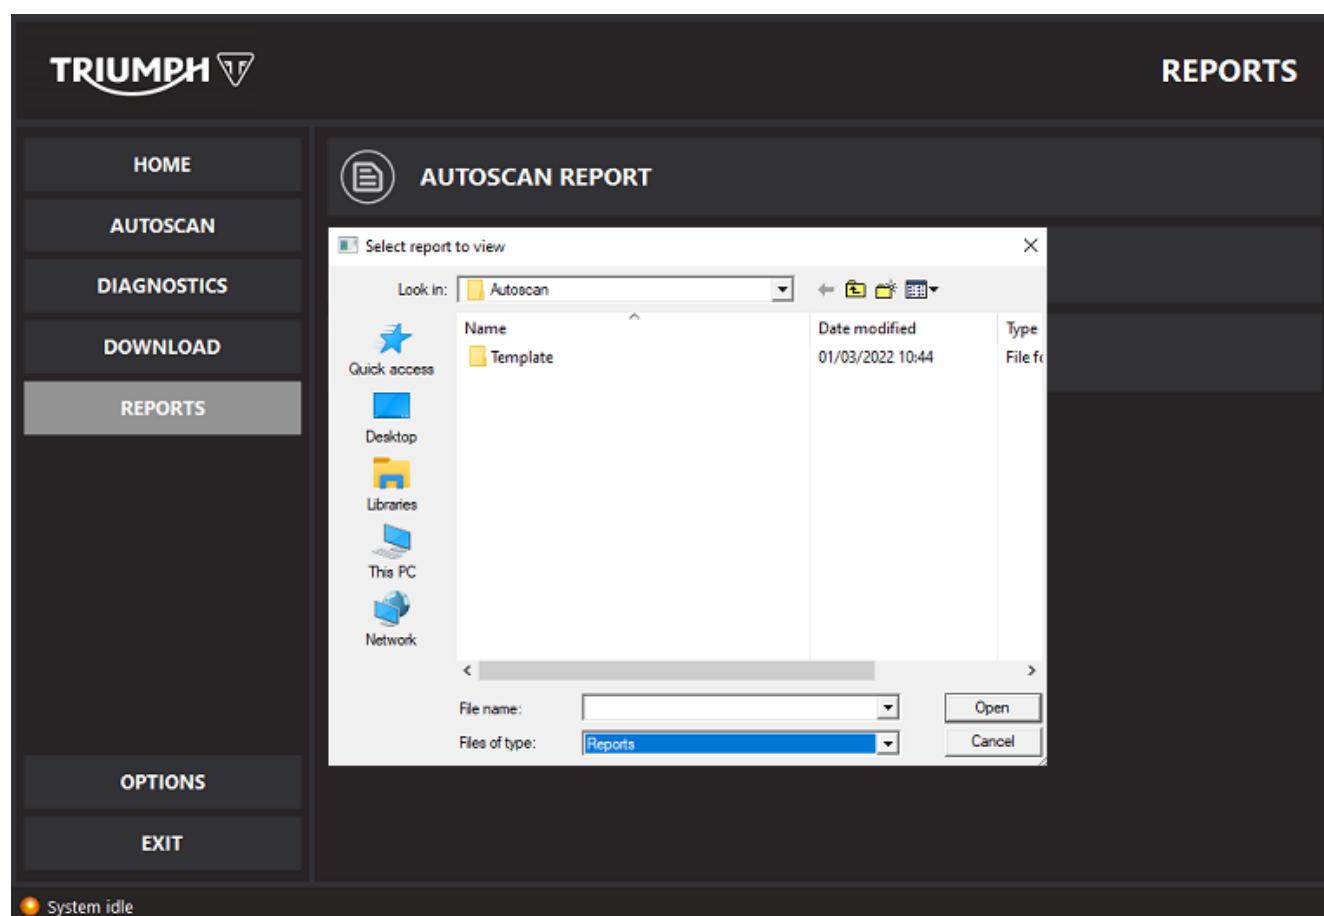 TRIUMPH
REPORTS
HOME
AUTOSCAN
DIAGNOSTICS
DOWNLOAD
REPORTS
OPTIONS
EXIT
AUTOSCAN REPORT
Select report to view
Look in: Autoscan
Quick access
Desktop
Libraries
This PC
Network
Name Date modified Type
Template 01/03/2022 10:44 File fo
File name: Open
Files of type: Reports Cancel
System idle